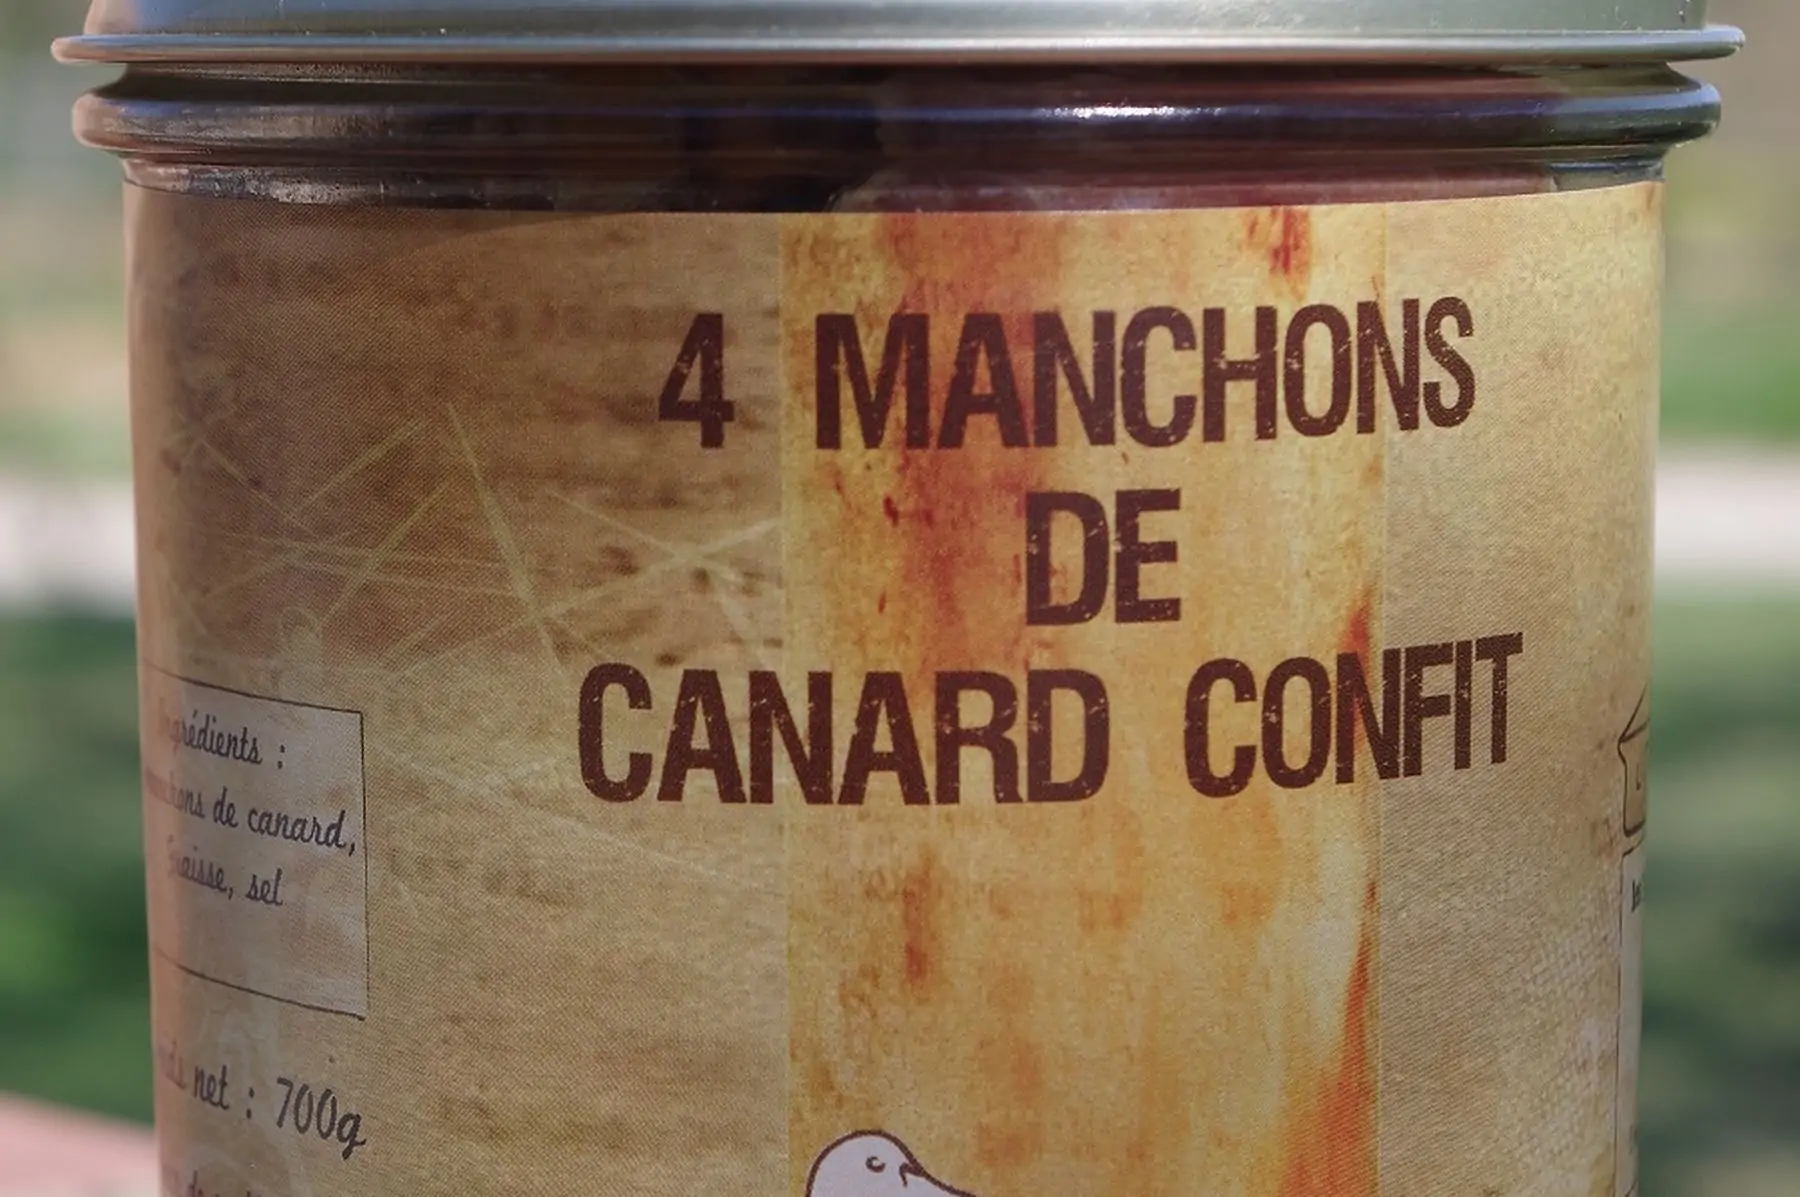 4 MANCHONS
DE
CANARD CONFIT
Ingrédients :
manchons de canard,
graisse, sel
net : 700g